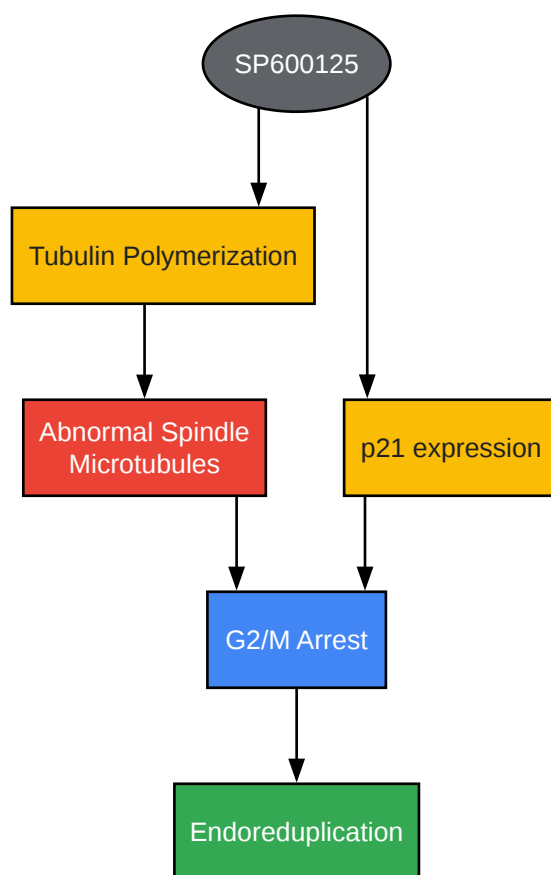 SP600125
Tubulin Polymerization
Abnormal Spindle
Microtubules
p21 expression
G2/M Arrest
Endoreduplication